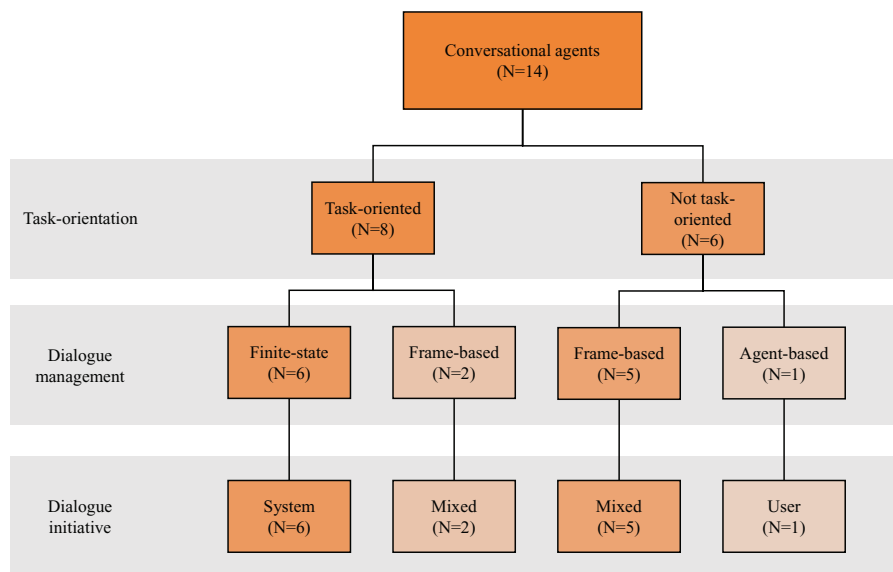 Conversational agents
(N=14)
Task-orientation
Task-oriented
(N=8)
Not task-
oriented
(N=6)
Dialogue
management
Finite-state
(N=6)
Frame-based
(N=2)
Frame-based
(N=5)
Agent-based
(N=1)
Dialogue
initiative
System
(N=6)
Mixed
(N=2)
Mixed
(N=5)
User
(N=1)